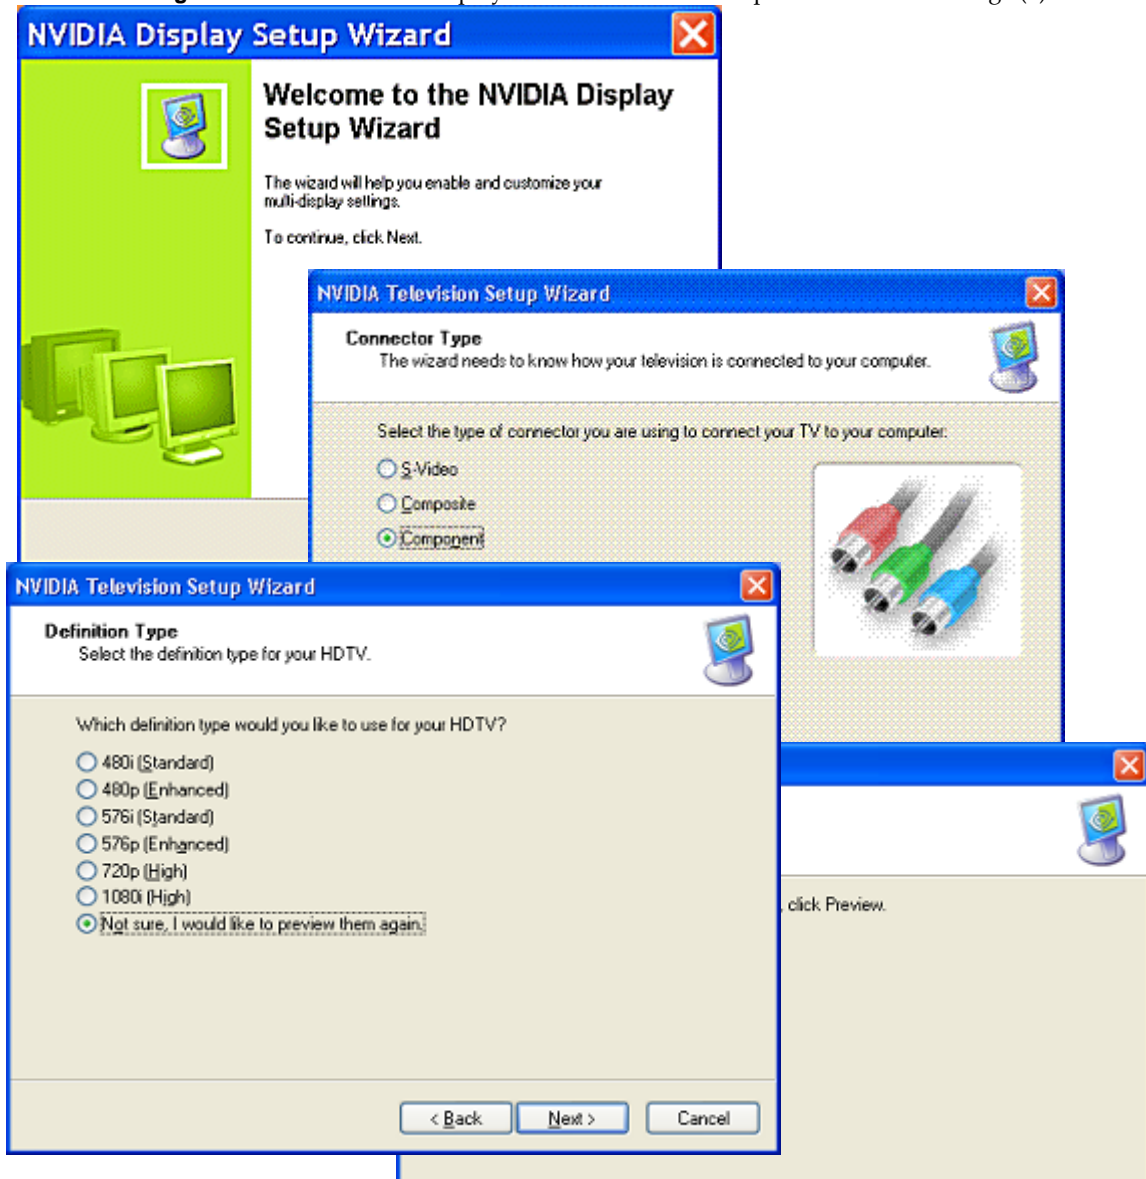 NVIDIA Display Setup Wizard
Welcome to the NVIDIA Display
Setup Wizard
The wizard will help you enable and customize your
multi-display settings.
To continue, click Next.
NVIDIA Television Setup Wizard
Connector Type
The wizard needs to know how your television is connected to your computer.
Select the type of connector you are using to connect your TV to your computer:
S-Video
Composite
Component
NVIDIA Television Setup Wizard
Definition Type
Select the definition type for your HDTV.
Which definition type would you like to use for your HDTV?
480i (Standard)
480p (Enhanced)
576i (Standard)
576p (Enhanced)
720p (High)
1080i (High)
Not sure, I would like to preview them again.
< Back
Next >
Cancel
, click Preview.